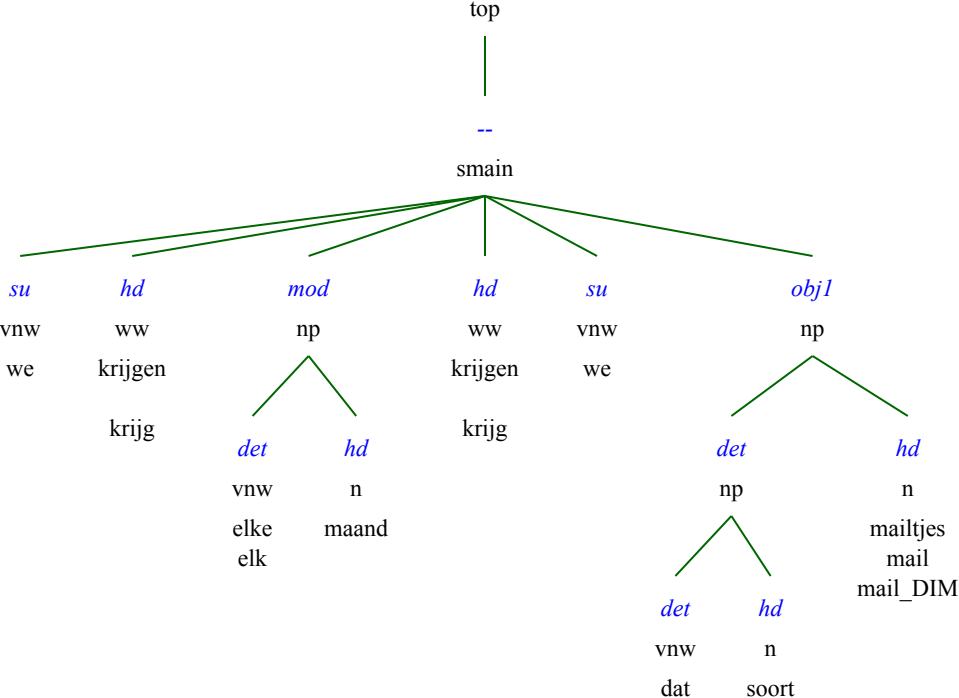 top
--
smain
su hd mod hd su obj1
vnw ww np ww vnw np
we krijgen krijgen we
krijg krijg
det hd det hd
vnw n np n
elke maand mailtjes
elk mail
mail_DIM
det hd
vnw n
dat soort